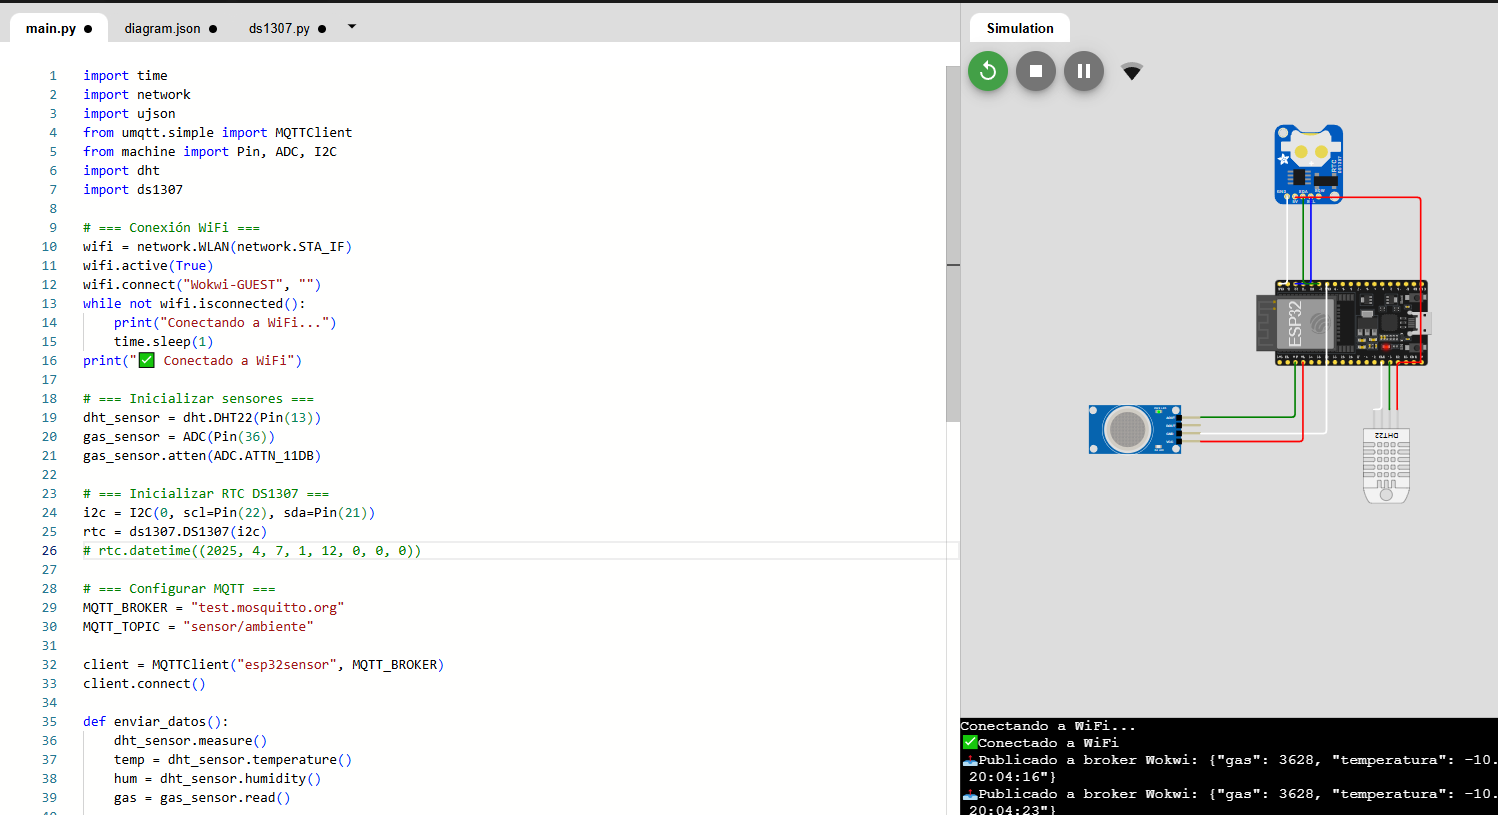 main.py ● diagram.json ● ds1307.py ●
Simulation
1 import time
2 import network
3 import ujson
4 from umqtt.simple import MQTTClient
5 from machine import Pin, ADC, I2C
6 import dht
7 import ds1307
8
9 # === Conexión WiFi ===
10 wifi = network.WLAN(network.STA_IF)
11 wifi.active(True)
12 wifi.connect("Wokwi-GUEST", "")
13 while not wifi.isconnected():
14 print("Conectando a WiFi...")
15 time.sleep(1)
16 print("✅ Conectado a WiFi")
17
18 # === Inicializar sensores ===
19 dht_sensor = dht.DHT22(Pin(13))
20 gas_sensor = ADC(Pin(36))
21 gas_sensor.atten(ADC.ATTN_11DB)
22
23 # === Inicializar RTC DS1307 ===
24 i2c = I2C(0, scl=Pin(22), sda=Pin(21))
25 rtc = ds1307.DS1307(i2c)
26 # rtc.datetime((2025, 4, 7, 1, 12, 0, 0, 0))
27
28 # === Configurar MQTT ===
29 MQTT_BROKER = "test.mosquitto.org"
30 MQTT_TOPIC = "sensor/ambiente"
31
32 client = MQTTClient("esp32sensor", MQTT_BROKER)
33 client.connect()
34
35 def enviar_datos():
36 dht_sensor.measure()
37 temp = dht_sensor.temperature()
38 hum = dht_sensor.humidity()
39 gas = gas_sensor.read()
RTC
GND
5V
ESP32
DHT22
Conectando a WiFi...
✅Conectado a WiFi
📤Publicado a broker Wokwi: {"gas": 3628, "temperatura": -10.
20:04:16"}
📤Publicado a broker Wokwi: {"gas": 3628, "temperatura": -10.
20:04:23"}